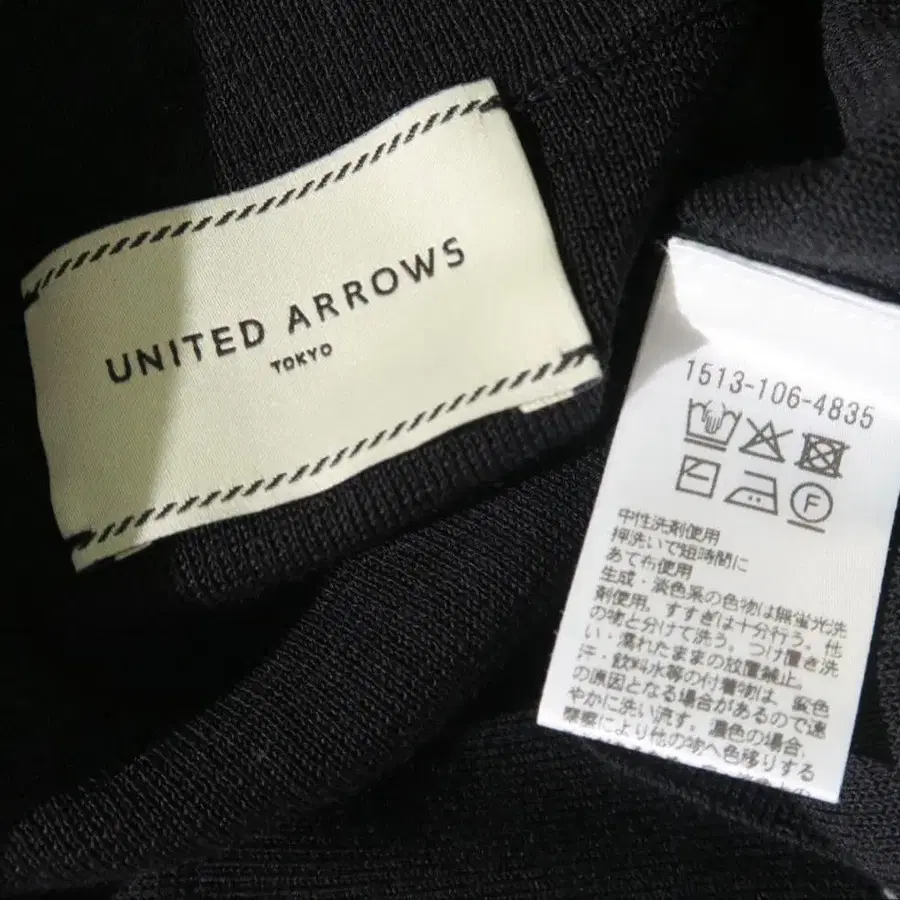 UNITED ARROWS
TOKYO
1513-106-4835
F
中性洗剤使用
押洗いで短時間に
あて布使用
生成・淡色系の色物は無蛍光洗
剤使用。すすぎは十分行う。他
の物と分けて洗う。つけ置き洗
い・濡れたままの放置禁止。
汗・飲料水等の付着物は、変色
の原因となる場合があるので速
やかに洗い流す。濃色の場合,
摩擦により他の物へ色移りする